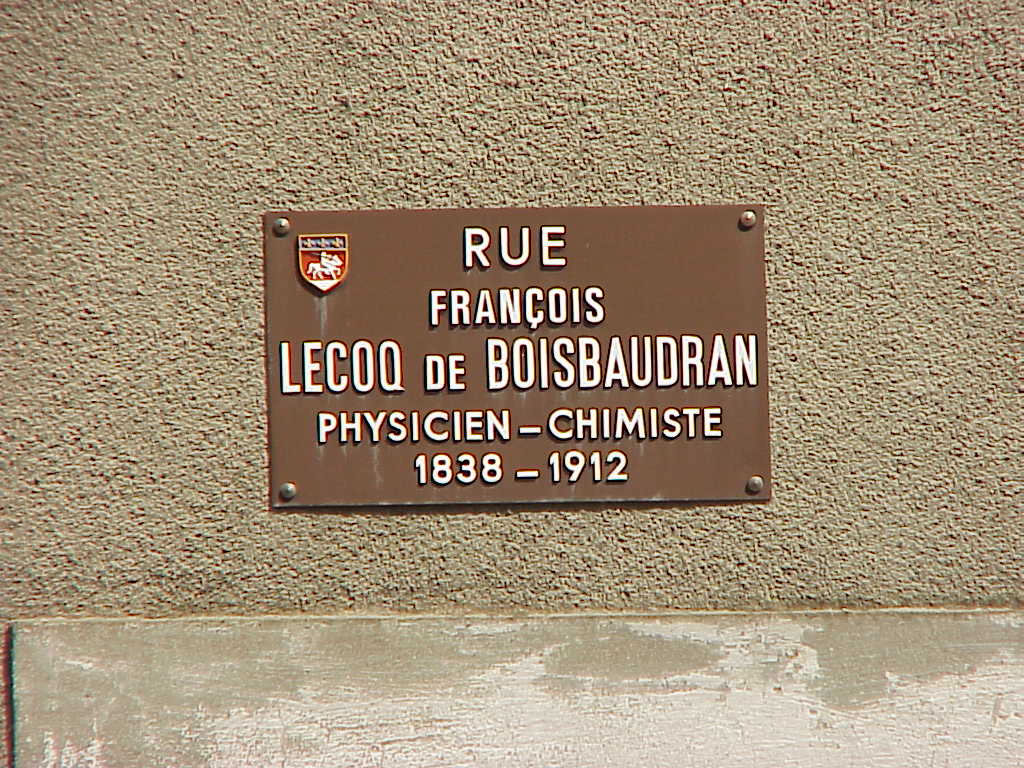 RUE
FRANÇOIS
LECOQ DE BOISBAUDRAN
PHYSICIEN – CHIMISTE
1838 – 1912